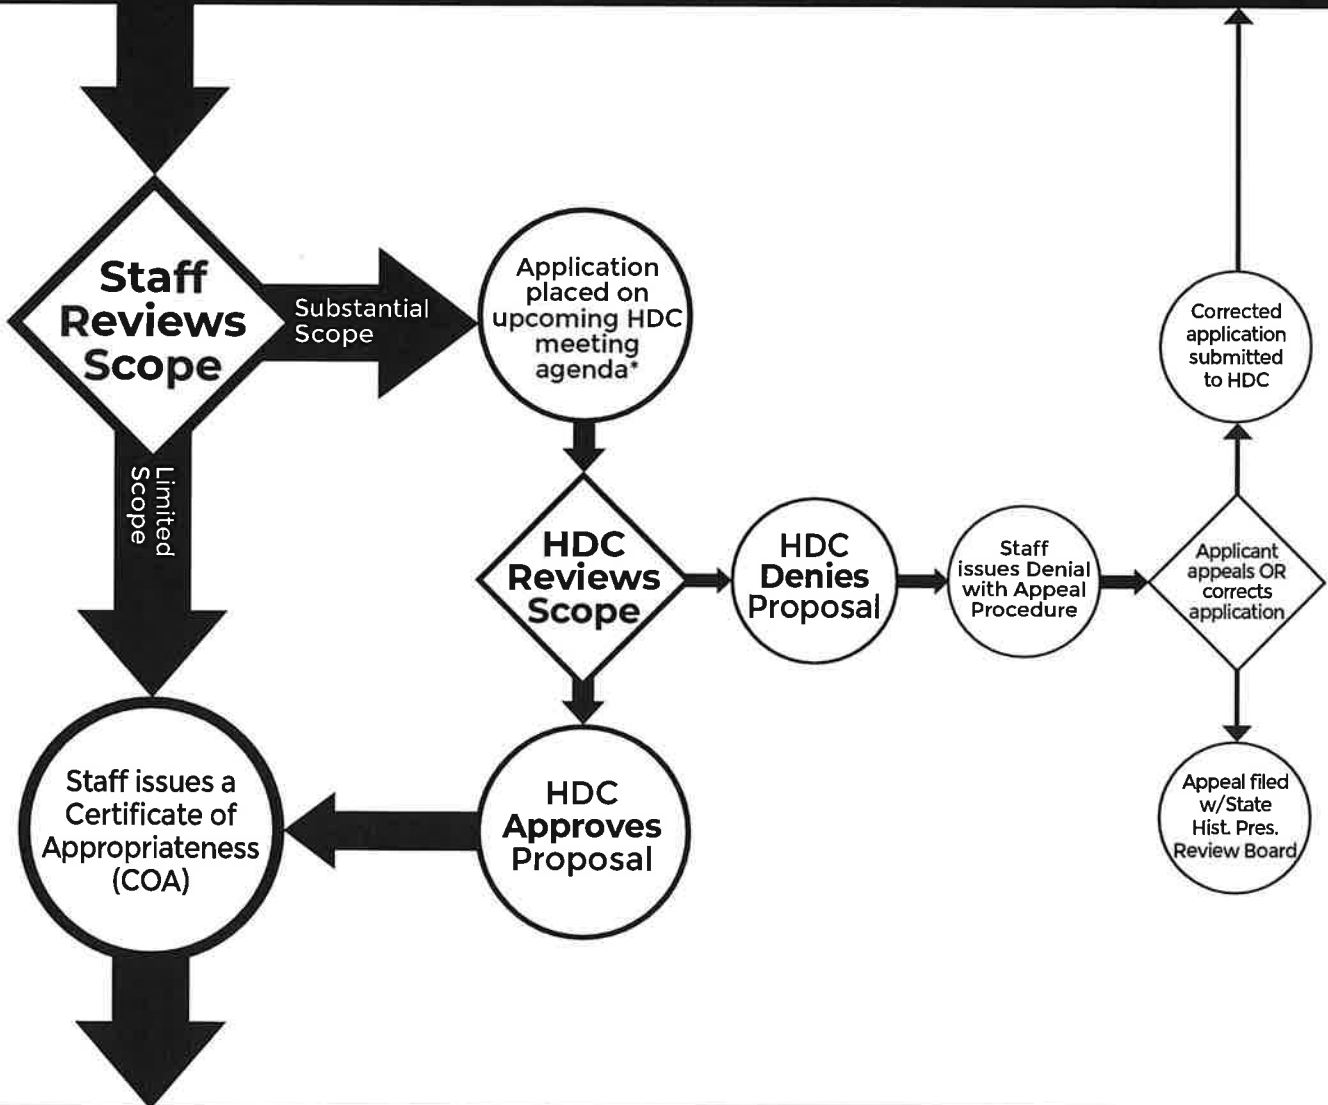 Staff
Reviews
Scope
Substantial
Scope
Application
placed on
upcoming HDC
meeting
agenda*
Corrected
application
submitted
to HDC
Limited
Scope
HDC
Reviews
Scope
HDC
Denies
Proposal
Staff
issues Denial
with Appeal
Procedure
Applicant
appeals OR
corrects
application
Staff issues a
Certificate of
Appropriateness
(COA)
HDC
Approves
Proposal
Appeal filed
w/State
Hist. Pres.
Review Board